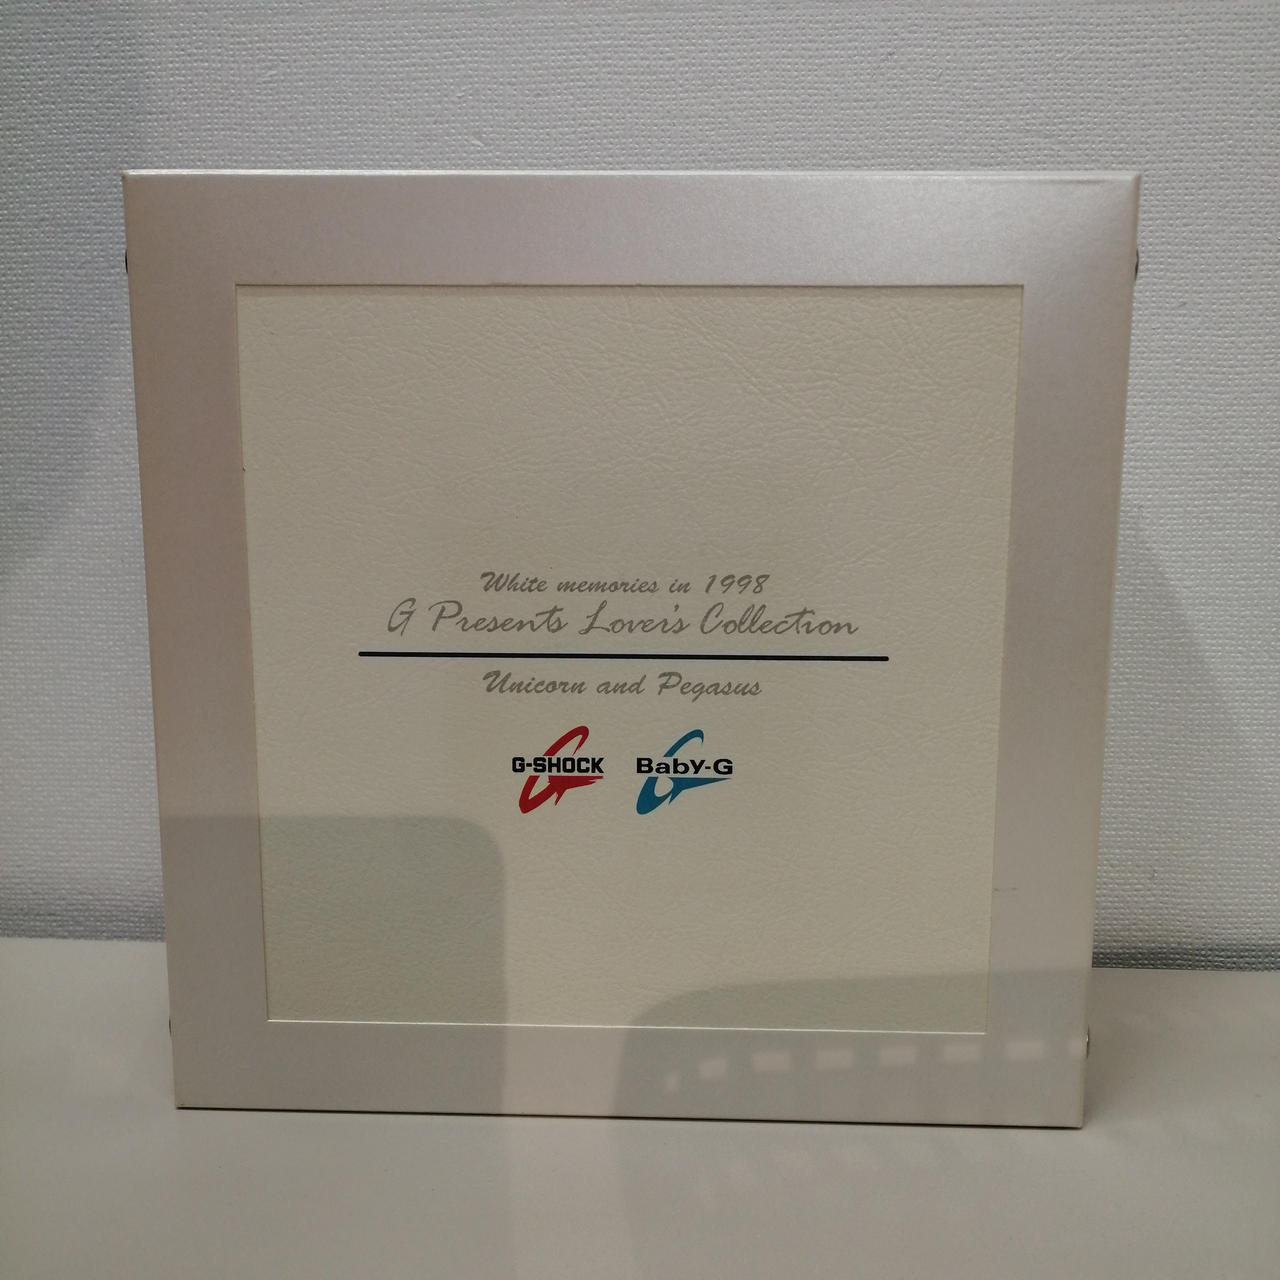 White memories in 1998
G Presents Lover's Collection
Unicorn and Pegasus
G-SHOCK Baby-G